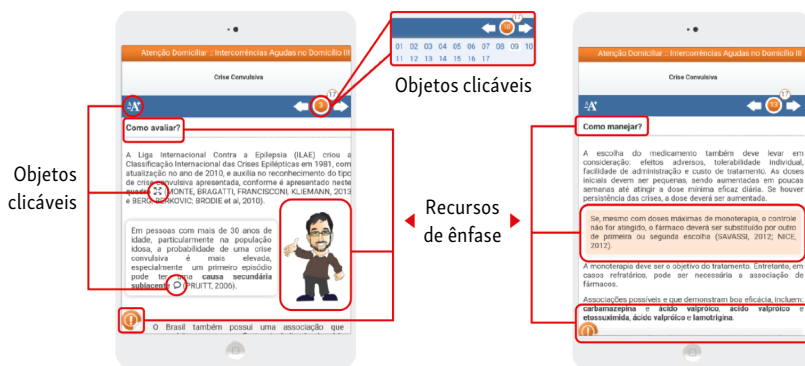 Atenção Domiciliar :: Intercorrências Agudas no Domicílio III
Crise Convulsiva
AA
3
17
Como avaliar?
A Liga Internacional Contra a Epilepsia (ILAE) criou a
Classificação Internacional das Crises Epilépticas em 1981, com
atualização no ano de 2010, e auxilia no reconhecimento do tipo
de crise convulsiva apresentada, conforme é apresentado neste
MONTE, BRAGATTI, FRANCISCONI, KLIEMANN, 2013
e BERG, BERKOVIC; BRODIE et al, 2010).
Em pessoas com mais de 30 anos de
idade, particularmente na população
idosa, a probabilidade de uma crise
convulsiva é mais elevada,
especialmente um primeiro episódio
pode ter uma causa secundária
subjacente (PRUITT, 2006).
O Brasil também possui uma associação que
Objetos
clicáveis
17
10
01 02 03 04 05 06 07 08 09 10
11 12 13 14 15 16 17
Objetos clicáveis
Recursos
de ênfase
Atenção Domiciliar :: Intercorrências Agudas no Domicílio III
Crise Convulsiva
AA
17
Como manejar?
A escolha do medicamento também deve levar em
consideração: efeitos adversos, tolerabilidade individual,
facilidade de administração e custo de tratamento. As doses
iniciais devem ser pequenas, sendo aumentadas em poucas
semanas até atingir a dose mínima eficaz diária. Se houver
persistência das crises, a dose deverá ser aumentada.
Se, mesmo com doses máximas de monoterapia, o controle
não for atingido, o fármaco deverá ser substituído por outro
de primeira ou segunda escolha (SAVASSI, 2012; NICE,
2012).
A monoterapia deve ser o objetivo do tratamento. Entretanto, em
casos refratários, pode ser necessária a associação de
fármacos.
Associações possíveis e que demonstram boa eficácia, incluem:
carbamazepina e ácido valpróico, ácido valpróico e
etossuximida, ácido valpróico e lamotrigina.